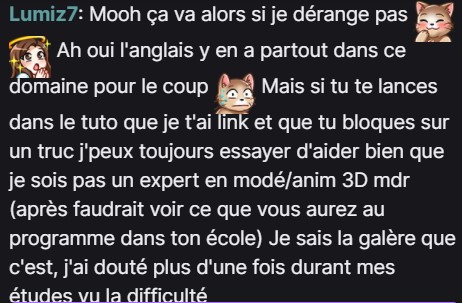 Lumiz7: Mooh ça va alors si je dérange pas
Ah oui l'anglais y en a partout dans ce
domaine pour le coup Mais si tu te lances
dans le tuto que je t'ai link et que tu bloques sur
un truc j'peux toujours essayer d'aider bien que
je sois pas un expert en modé/anim 3D mdr
(après faudrait voir ce que vous aurez au
programme dans ton école) Je sais la galère que
c'est, j'ai douté plus d'une fois durant mes
études vu la difficulté